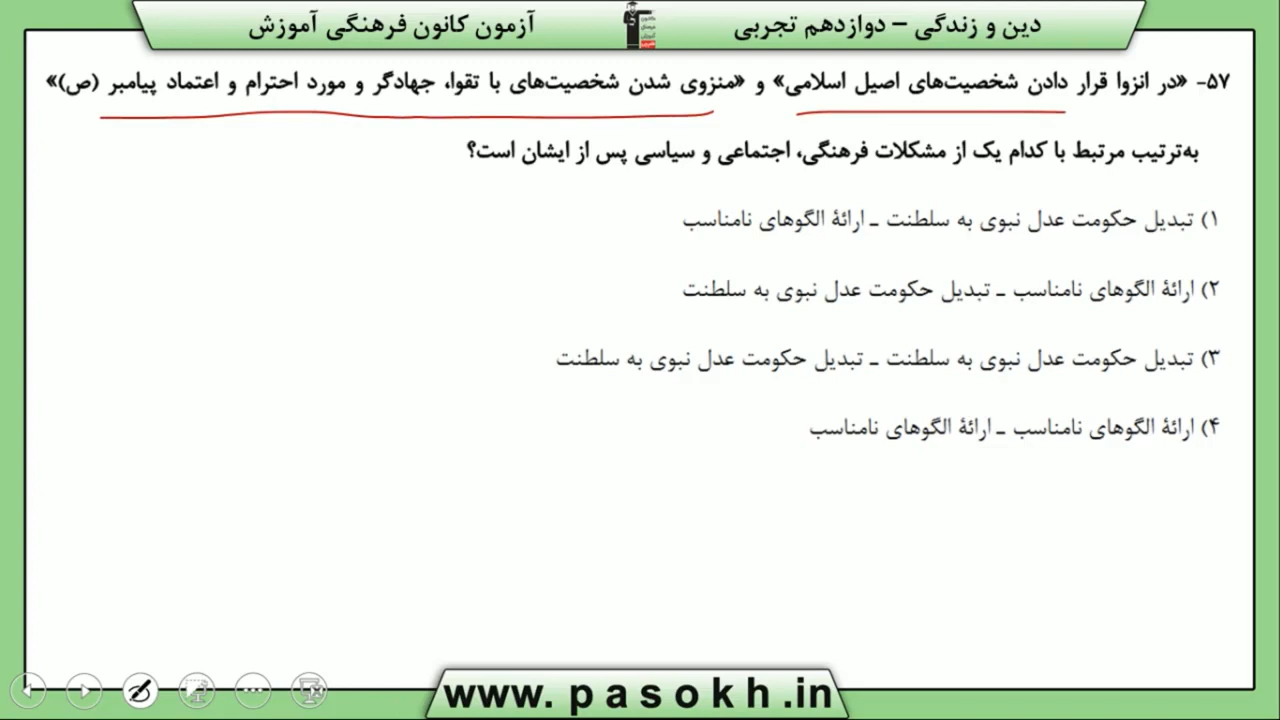 دین و زندگی – دوازدهم تجربی
آزمون کانون فرهنگی آموزش
۵۷- «در انزوا قرار دادن شخصیت‌های اصیل اسلامی» و «منزوی شدن شخصیت‌های با تقوا، جهادگر و مورد احترام و اعتماد پیامبر (ص)»
به‌ترتیب مرتبط با کدام یک از مشکلات فرهنگی، اجتماعی و سیاسی پس از ایشان است؟
۱) تبدیل حکومت عدل نبوی به سلطنت ـ ارائهٔ الگوهای نامناسب
۲) ارائهٔ الگوهای نامناسب ـ تبدیل حکومت عدل نبوی به سلطنت
۳) تبدیل حکومت عدل نبوی به سلطنت ـ تبدیل حکومت عدل نبوی به سلطنت
۴) ارائهٔ الگوهای نامناسب ـ ارائهٔ الگوهای نامناسب
www. p a s o k h .in